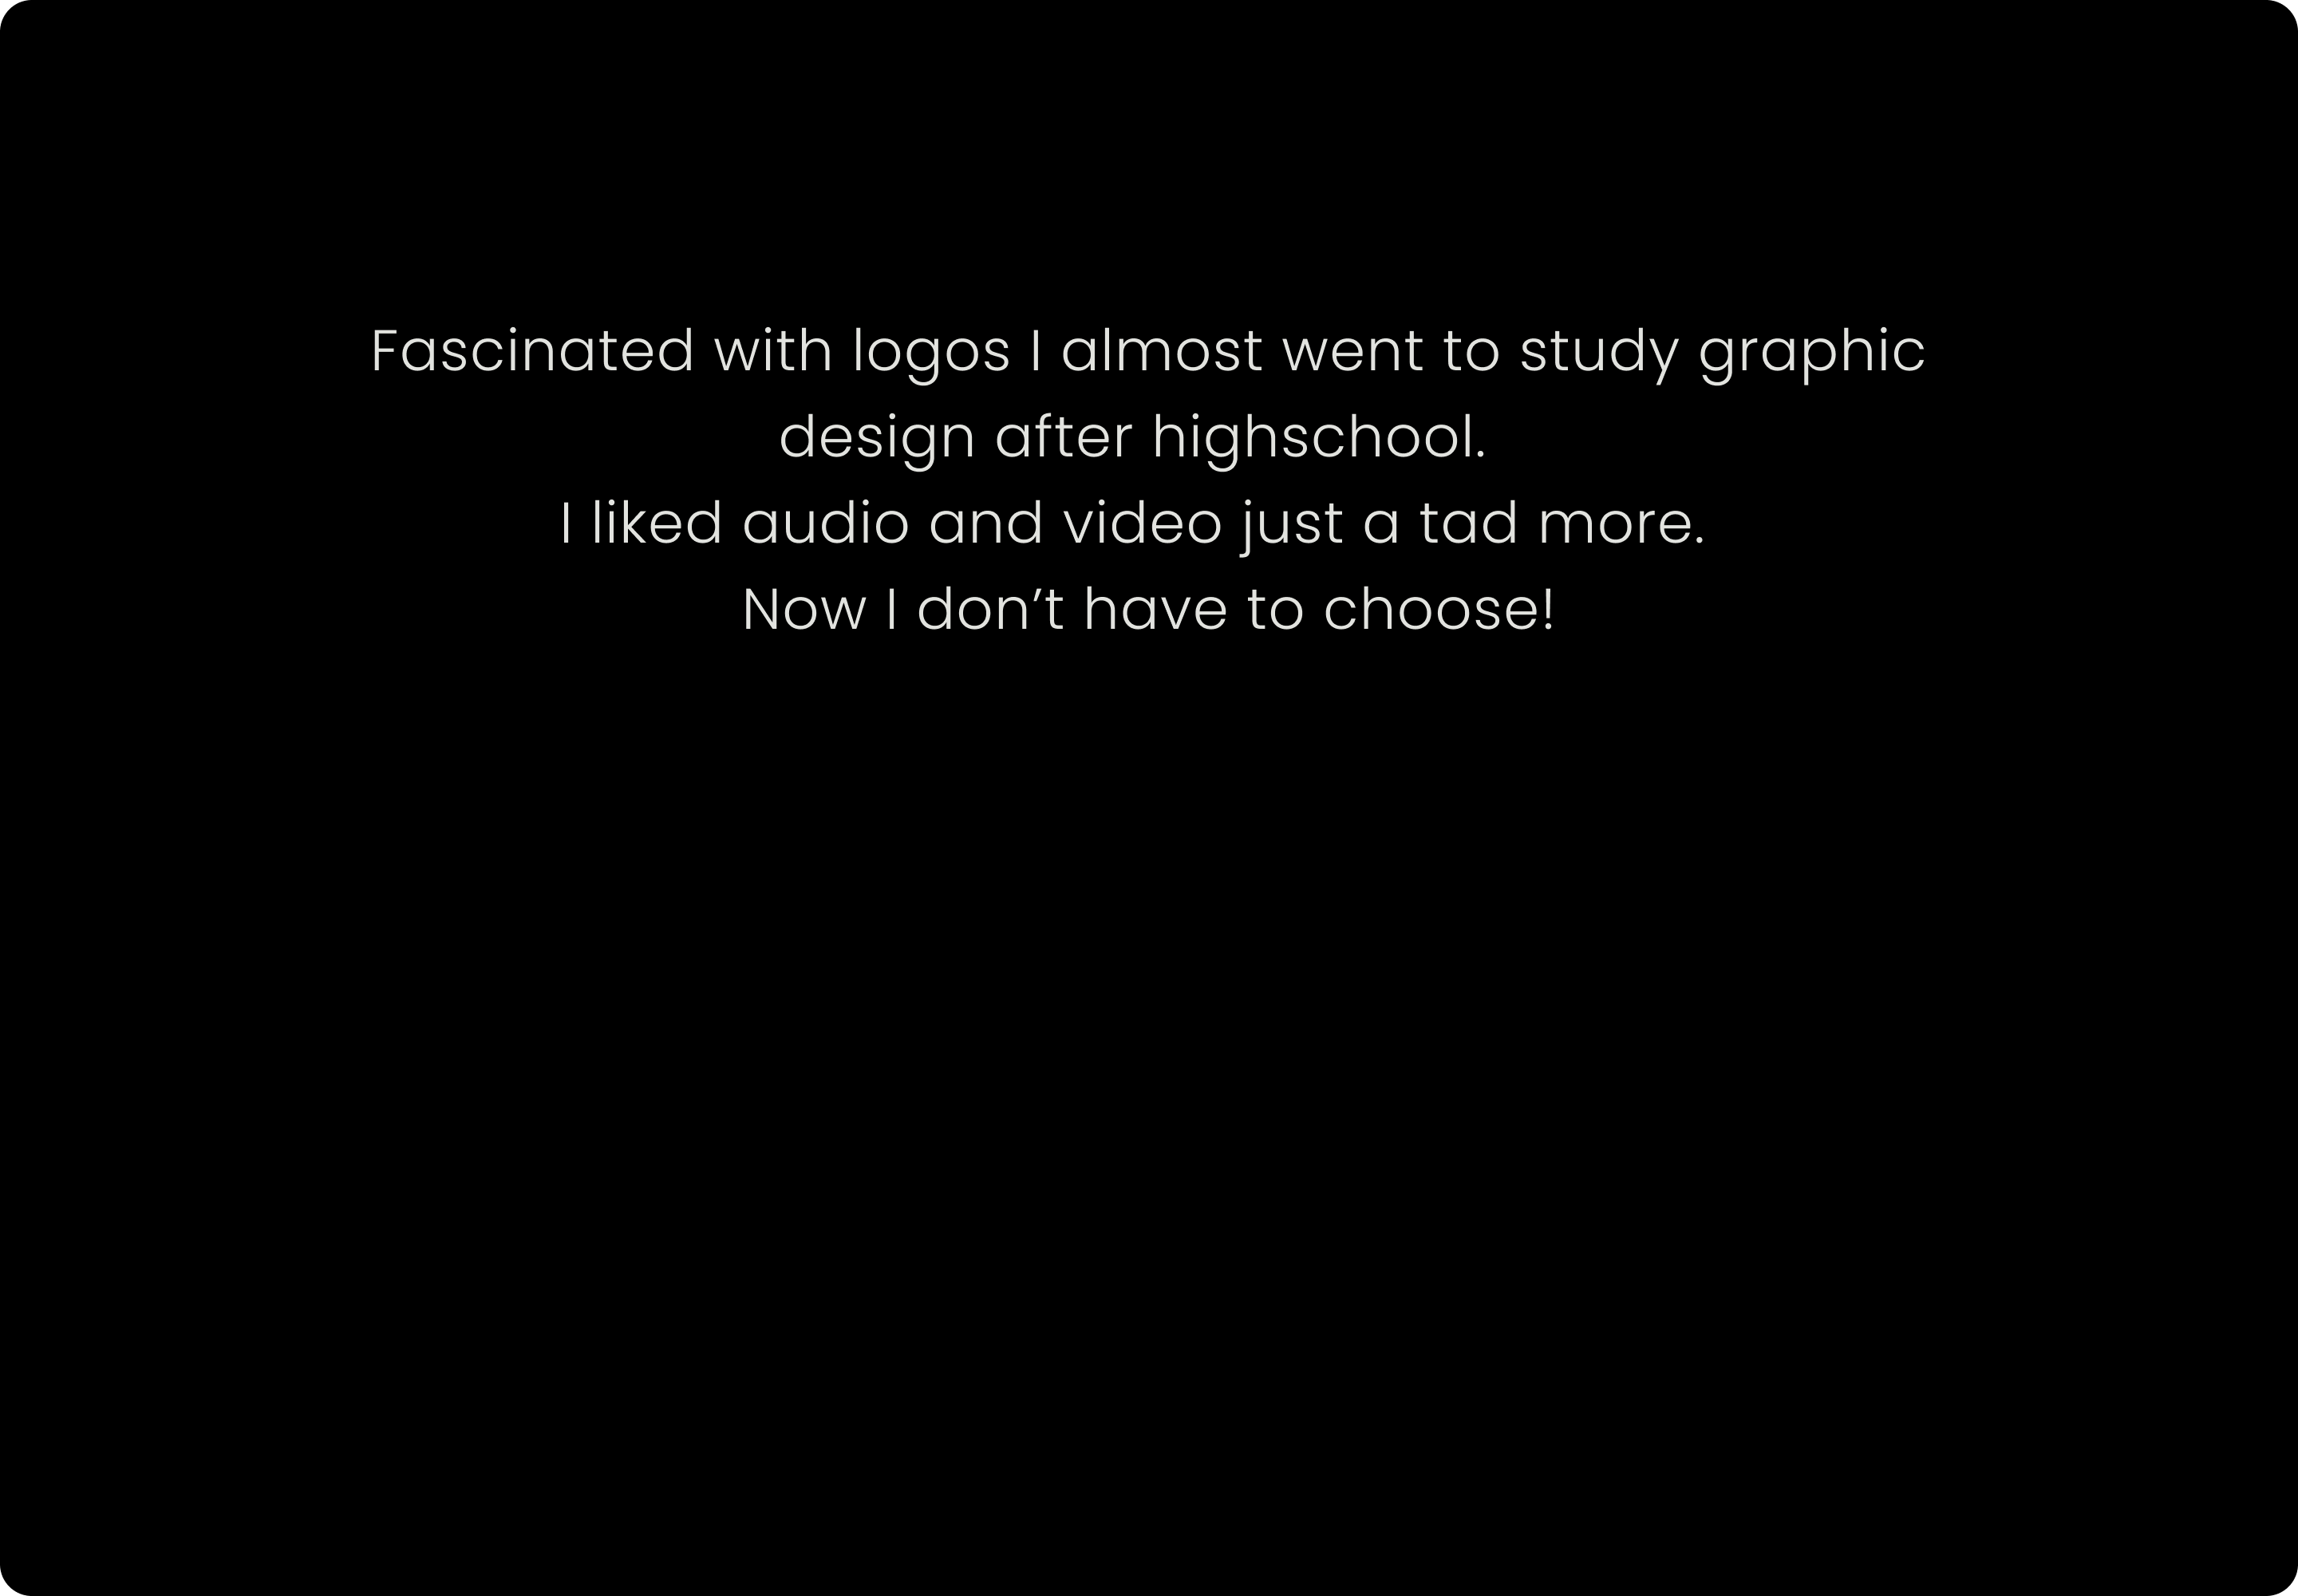 Fascinated with logos I almost went to study graphic
design after highschool.
I liked audio and video just a tad more.
Now I don’t have to choose!